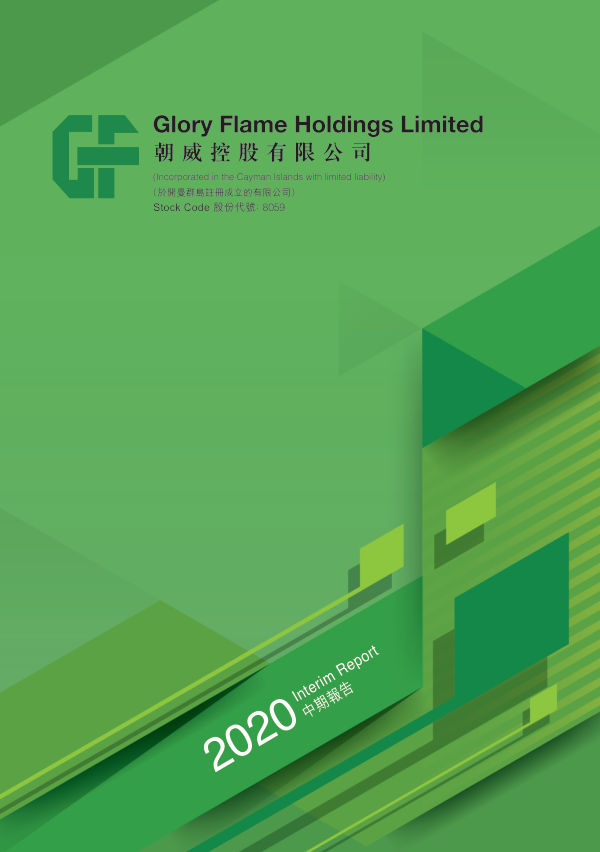 GF
Glory Flame Holdings Limited
朝威控股有限公司
(Incorporated in the Cayman Islands with limited liability)
(於開曼群島註冊成立的有限公司)
Stock Code 股份代號: 8059
2020 Interim Report
中期報告